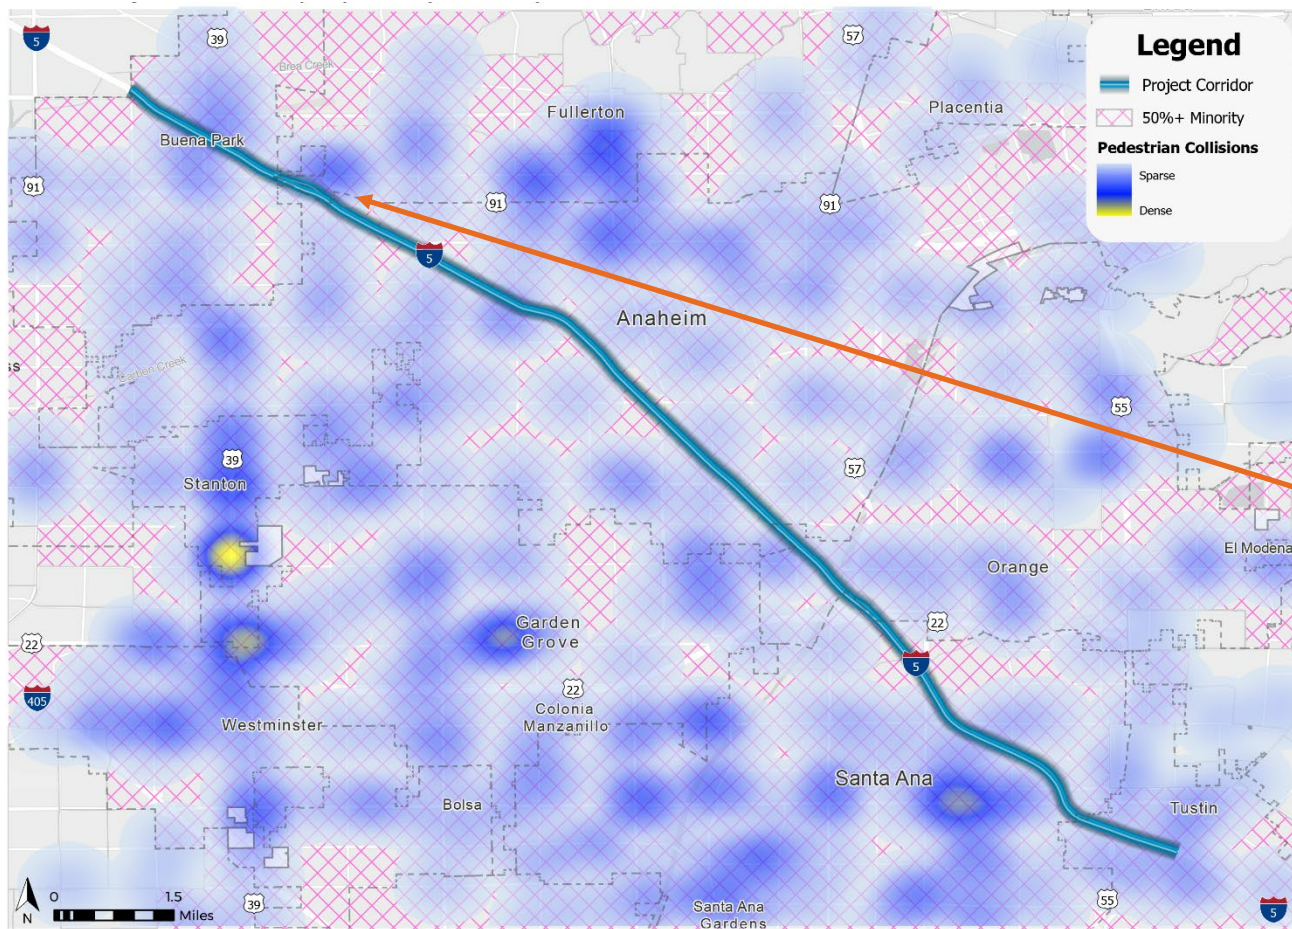 5
39
57
Legend
Project Corridor
50%+ Minority
Pedestrian Collisions
Sparse
Dense
Brea Creek
Fullerton
Placentia
Buena Park
91
91
91
5
Anaheim
Carbon Creek
ss
55
39
57
Stanton
El Modena
Orange
Garden
Grove
22
22
5
405
22
Colonia
Manzanillo
Westminster
Santa Ana
Bolsa
Tustin
N
0
1.5
Miles
39
Santa Ana
Gardens
55
5